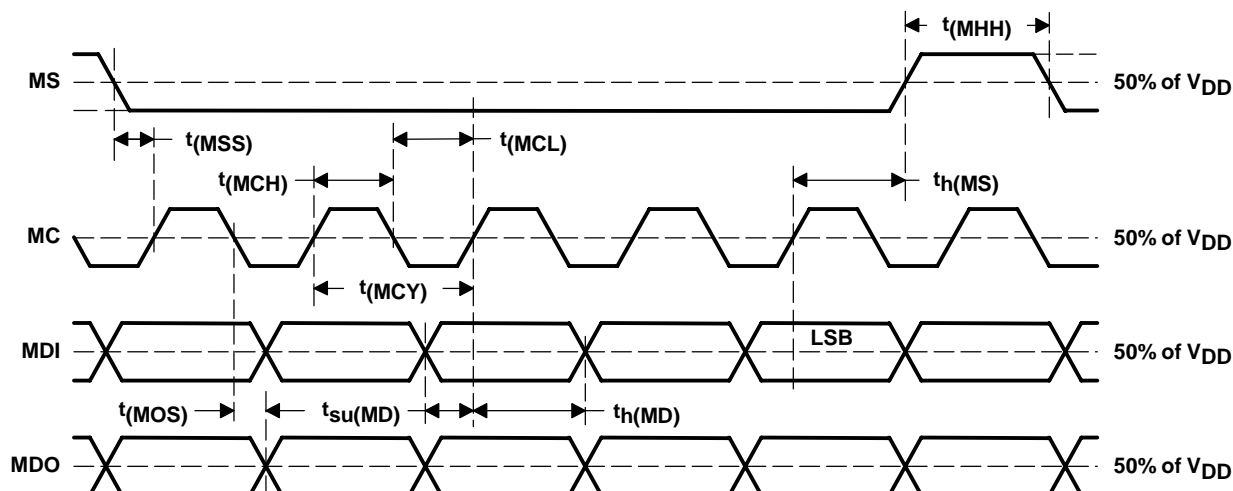 t(MHH)
MS
50% of VDD
t(MSS)
t(MCL)
t(MCH)
th(MS)
MC
50% of VDD
t(MCY)
LSB
MDI
50% of VDD
t(MOS)
tsu(MD)
th(MD)
MDO
50% of VDD